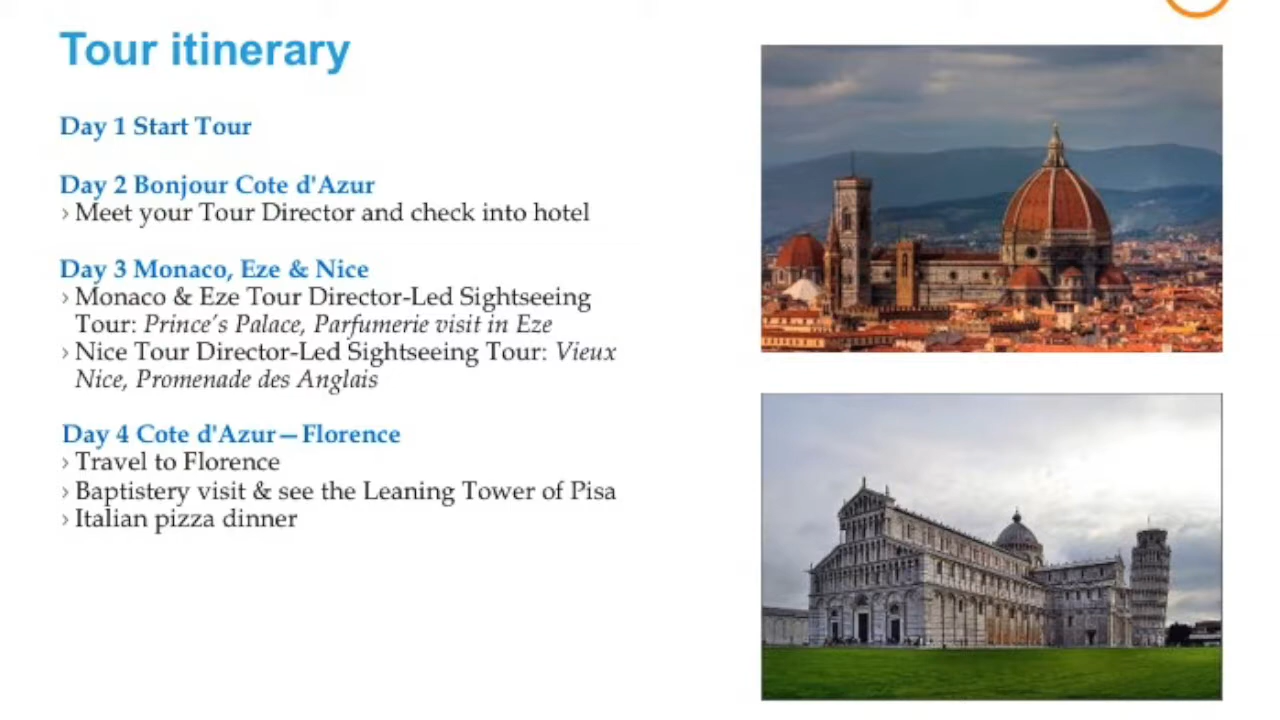 Tour itinerary
Day 1 Start Tour
Day 2 Bonjour Cote d'Azur
› Meet your Tour Director and check into hotel
Day 3 Monaco, Eze & Nice
› Monaco & Eze Tour Director-Led Sightseeing
Tour: Prince's Palace, Parfumerie visit in Eze
› Nice Tour Director-Led Sightseeing Tour: Vieux
Nice, Promenade des Anglais
Day 4 Cote d'Azur—Florence
› Travel to Florence
› Baptistery visit & see the Leaning Tower of Pisa
› Italian pizza dinner